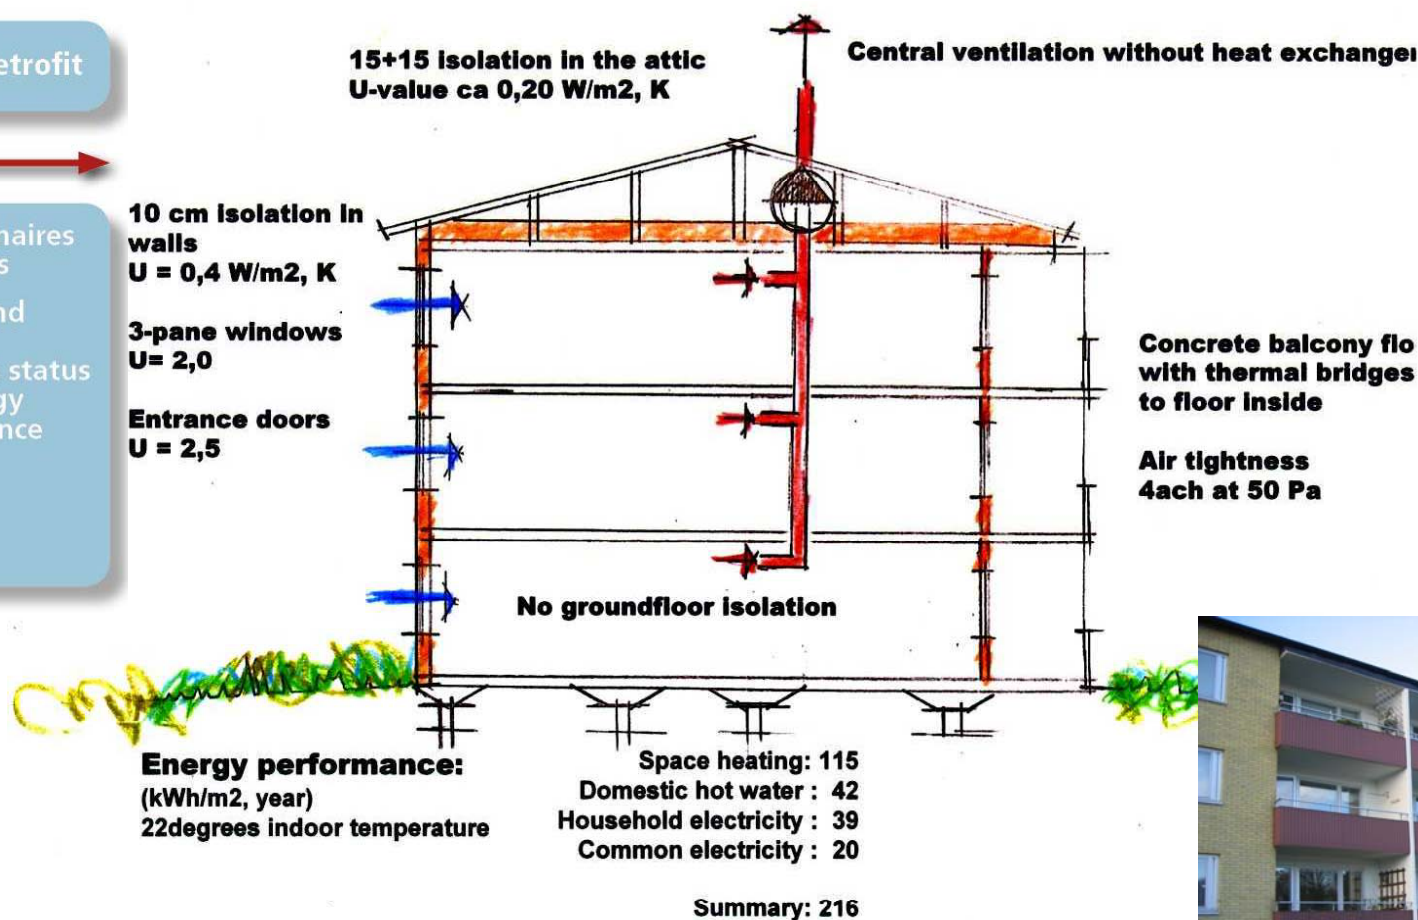 etrofit
15+15 isolation in the attic
U-value ca 0,20 W/m2, K
Central ventilation without heat exchanger
naires
s
nd
status
gy
nce
10 cm isolation in
walls
U = 0,4 W/m2, K
3-pane windows
U= 2,0
Entrance doors
U = 2,5
Concrete balcony flo
with thermal bridges
to floor inside
Air tightness
4ach at 50 Pa
No groundfloor isolation
Energy performance:
(kWh/m2, year)
22degrees indoor temperature
Space heating: 115
Domestic hot water : 42
Household electricity : 39
Common electricity : 20
Summary: 216